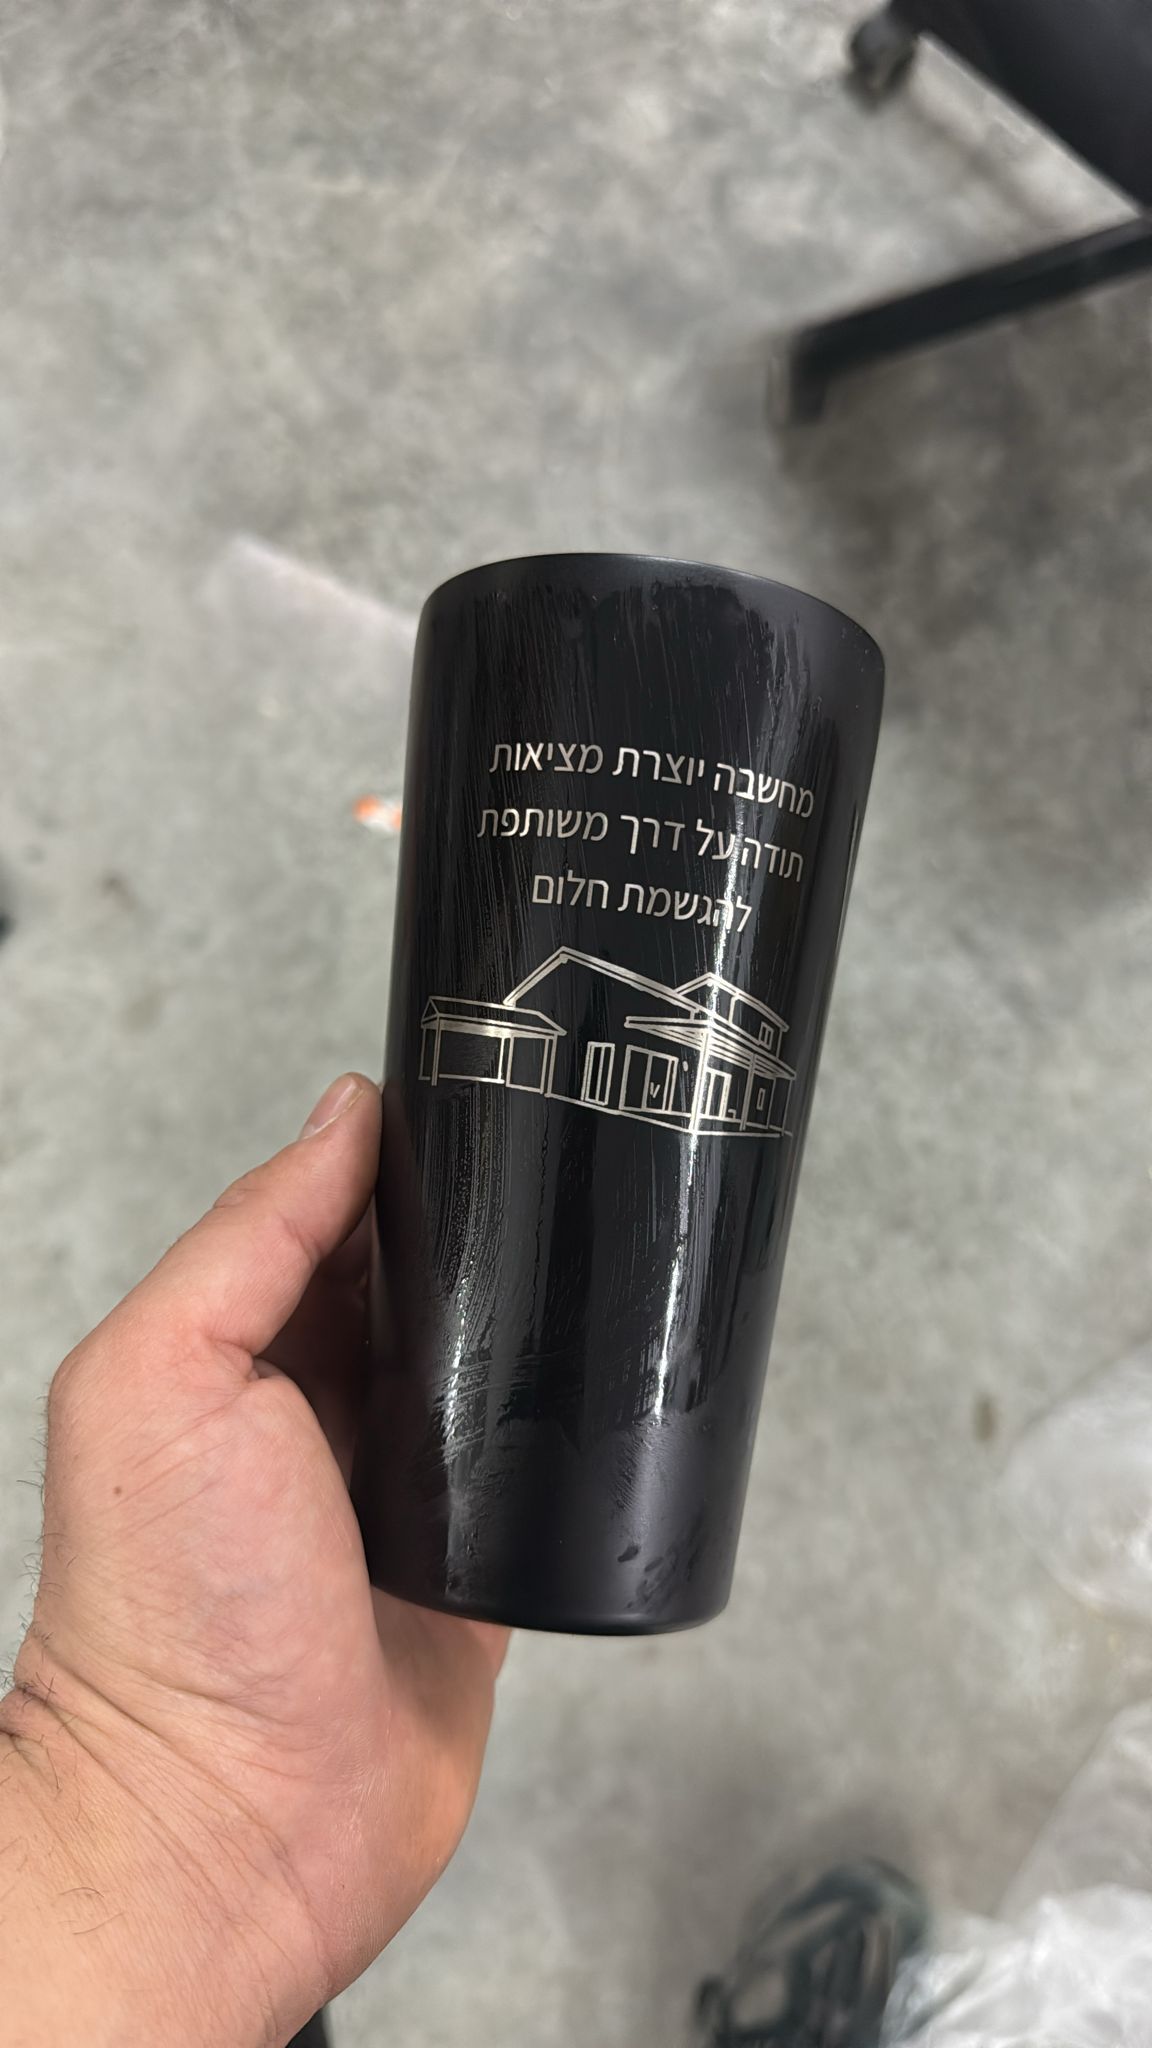 מחשבה יוצרת מציאות
תודה על דרך משותפת
להגשמת חלום